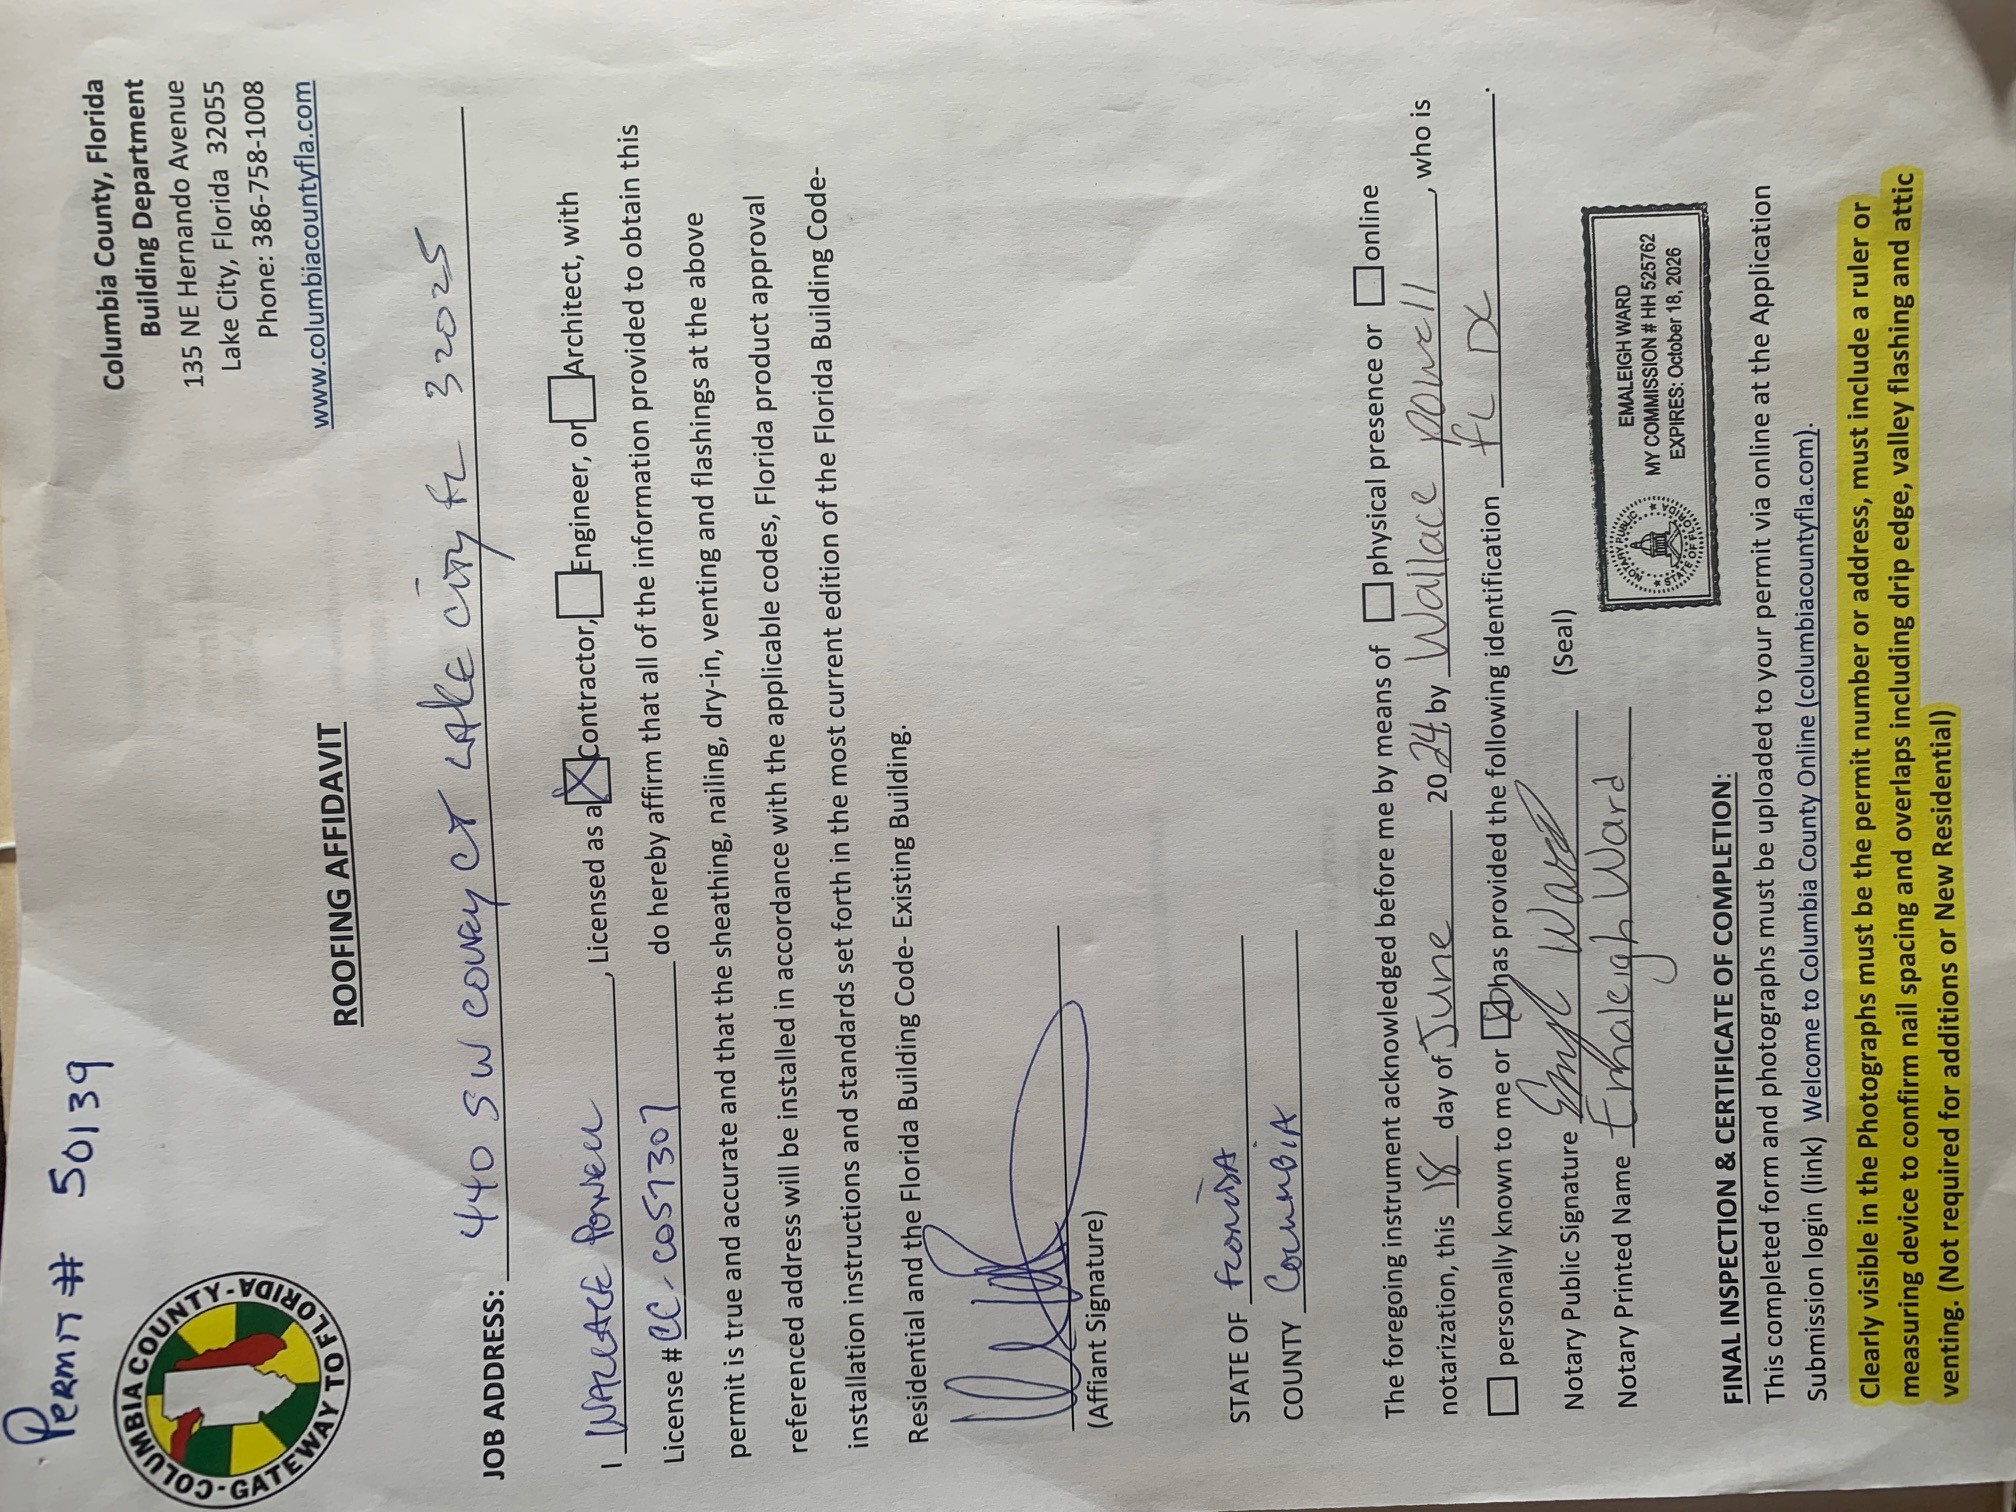 Permit # 50139
COLUMBIA COUNTY - FLORIDA - GATEWAY TO FLORIDA
Columbia County, Florida
Building Department
135 NE Hernando Avenue
Lake City, Florida 32055
Phone: 386-758-1008
www.columbiacountyfla.com
ROOFING AFFIDAVIT
JOB ADDRESS: 440 SW COVEY CT LAKE CITY FL 32025
I WALLACE POWELL, Licensed as a Contractor, Engineer, or Architect, with
License # CC-C057307 do hereby affirm that all of the information provided to obtain this
permit is true and accurate and that the sheathing, nailing, dry-in, venting and flashings at the above
referenced address will be installed in accordance with the applicable codes, Florida product approval
installation instructions and standards set forth in the most current edition of the Florida Building Code-
Residential and the Florida Building Code- Existing Building.
(Affiant Signature)
STATE OF FLORIDA
COUNTY COLUMBIA
The foregoing instrument acknowledged before me by means of physical presence or online
notarization, this 18 day of June 2024, by Wallace Powell, who is
personally known to me or has provided the following identification FL DL.
Notary Public Signature (Seal)
Notary Printed Name Emaleigh Ward
NOTARY PUBLIC
STATE OF FLORIDA
EMALEIGH WARD
MY COMMISSION # HH 525762
EXPIRES: October 18, 2026
FINAL INSPECTION & CERTIFICATE OF COMPLETION:
This completed form and photographs must be uploaded to your permit via online at the Application
Submission login (link) Welcome to Columbia County Online (columbiacountyfla.com).
Clearly visible in the Photographs must be the permit number or address, must include a ruler or
measuring device to confirm nail spacing and overlaps including drip edge, valley flashing and attic
venting. (Not required for additions or New Residential)